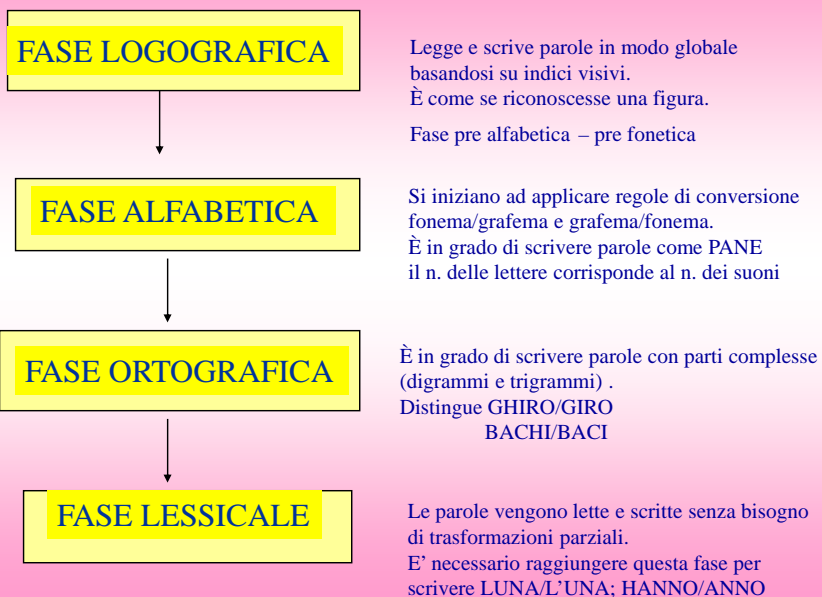 FASE LOGOGRAFICA
Legge e scrive parole in modo globale
basandosi su indici visivi.
È come se riconoscesse una figura.
Fase pre alfabetica – pre fonetica
FASE ALFABETICA
Si iniziano ad applicare regole di conversione
fonema/grafema e grafema/fonema.
È in grado di scrivere parole come PANE
il n. delle lettere corrisponde al n. dei suoni
FASE ORTOGRAFICA
È in grado di scrivere parole con parti complesse
(digrammi e trigrammi) .
Distingue GHIRO/GIRO
BACHI/BACI
FASE LESSICALE
Le parole vengono lette e scritte senza bisogno
di trasformazioni parziali.
E’ necessario raggiungere questa fase per
scrivere LUNA/L’UNA; HANNO/ANNO